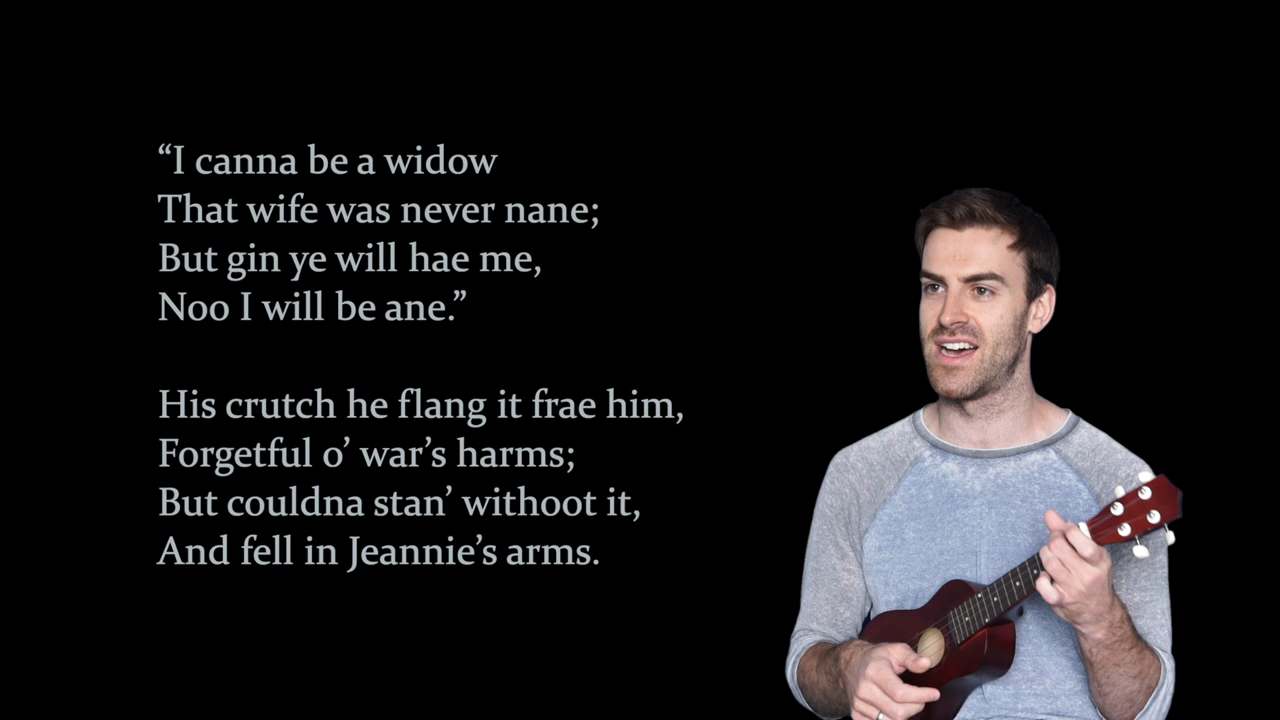 “I canna be a widow
That wife was never nane;
But gin ye will hae me,
Noo I will be ane.”
His crutch he flang it frae him,
Forgetful o’ war’s harms;
But couldna stan’ withoot it,
And fell in Jeannie’s arms.